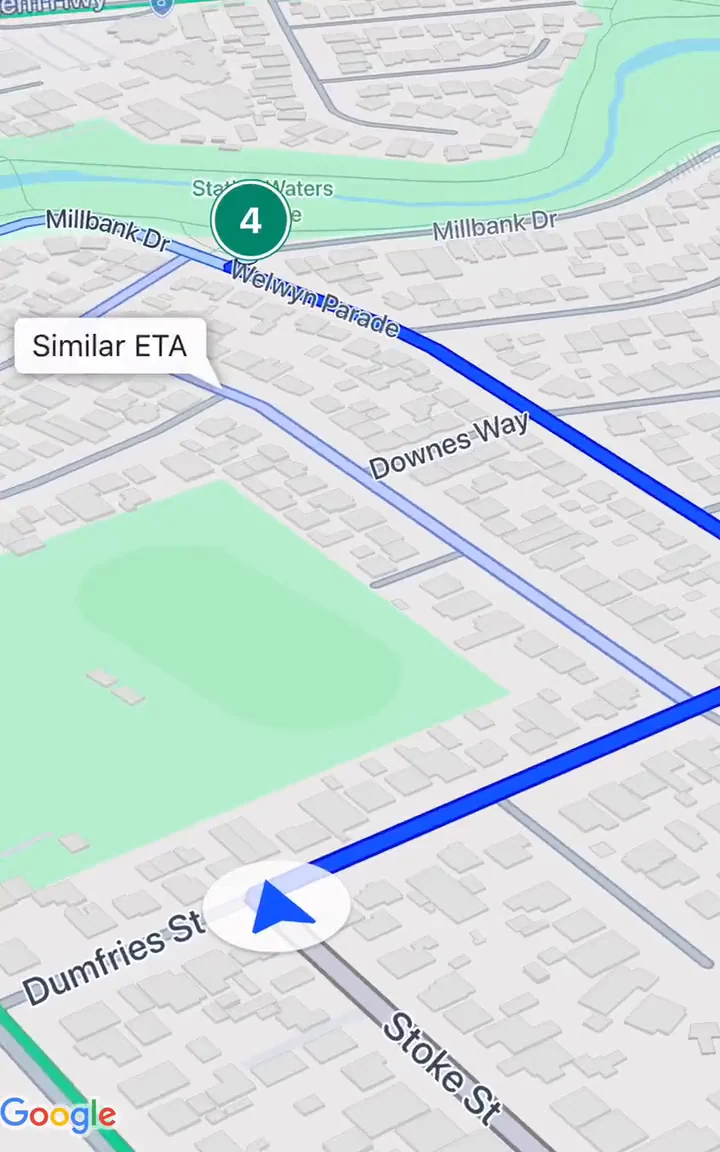 Millbank Dr
4
Millbank Dr
Welwyn Parade
Similar ETA
Downes Way
Dumfries St
Stoke St
Google